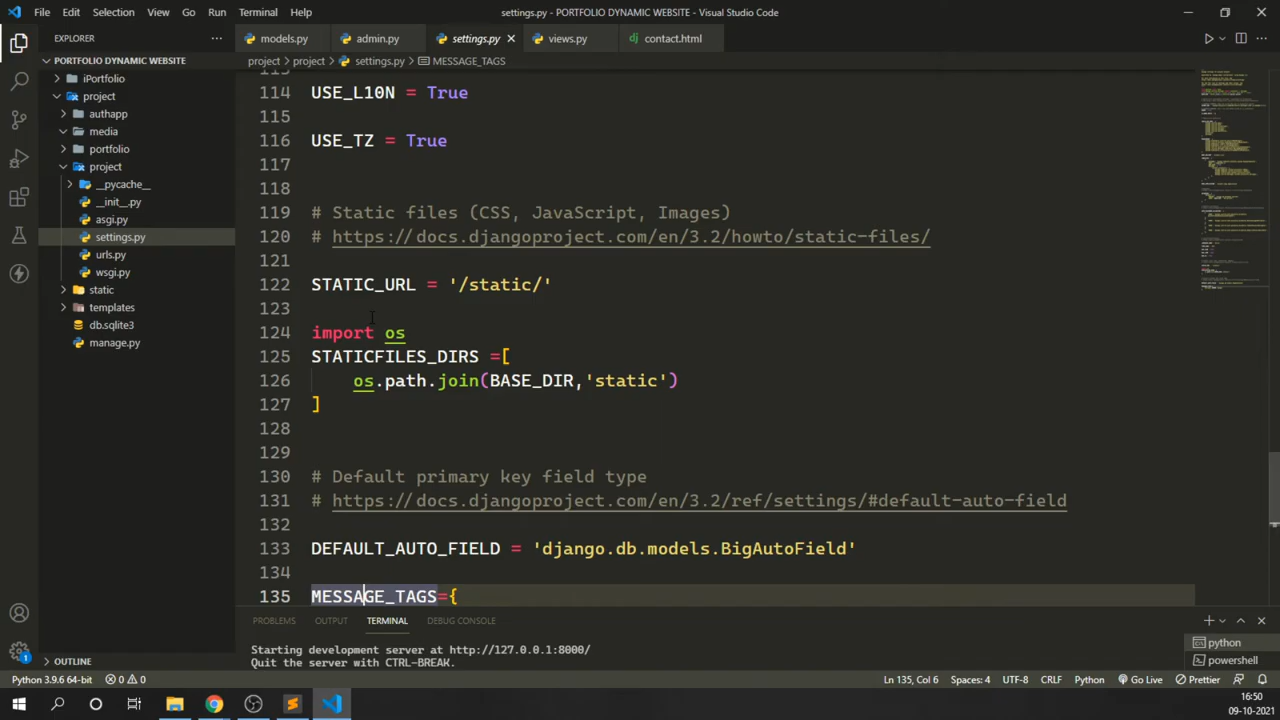 File Edit Selection View Go Run Terminal Help
settings.py - PORTFOLIO DYNAMIC WEBSITE - Visual Studio Code
EXPLORER
models.py
admin.py
settings.py
views.py
contact.html
PORTFOLIO DYNAMIC WEBSITE
project > project > settings.py > MESSAGE_TAGS
iPortfolio
project
authapp
media
portfolio
project
__pycache__
__init__.py
asgi.py
settings.py
urls.py
wsgi.py
static
templates
db.sqlite3
manage.py
OUTLINE
114 USE_L10N = True
115
116 USE_TZ = True
117
118
119 # Static files (CSS, JavaScript, Images)
120 # https://docs.djangoproject.com/en/3.2/howto/static-files/
121
122 STATIC_URL = '/static/'
123
124 import os
125 STATICFILES_DIRS =[
126 os.path.join(BASE_DIR,'static')
127 ]
128
129
130 # Default primary key field type
131 # https://docs.djangoproject.com/en/3.2/ref/settings/#default-auto-field
132
133 DEFAULT_AUTO_FIELD = 'django.db.models.BigAutoField'
134
135 MESSAGE_TAGS={
PROBLEMS OUTPUT TERMINAL DEBUG CONSOLE
Starting development server at http://127.0.0.1:8000/
Quit the server with CTRL-BREAK.
python
powershell
Python 3.9.6 64-bit 0 0 Ln 135, Col 6 Spaces: 4 UTF-8 CRLF Python Go Live Prettier
16:50
09-10-2021